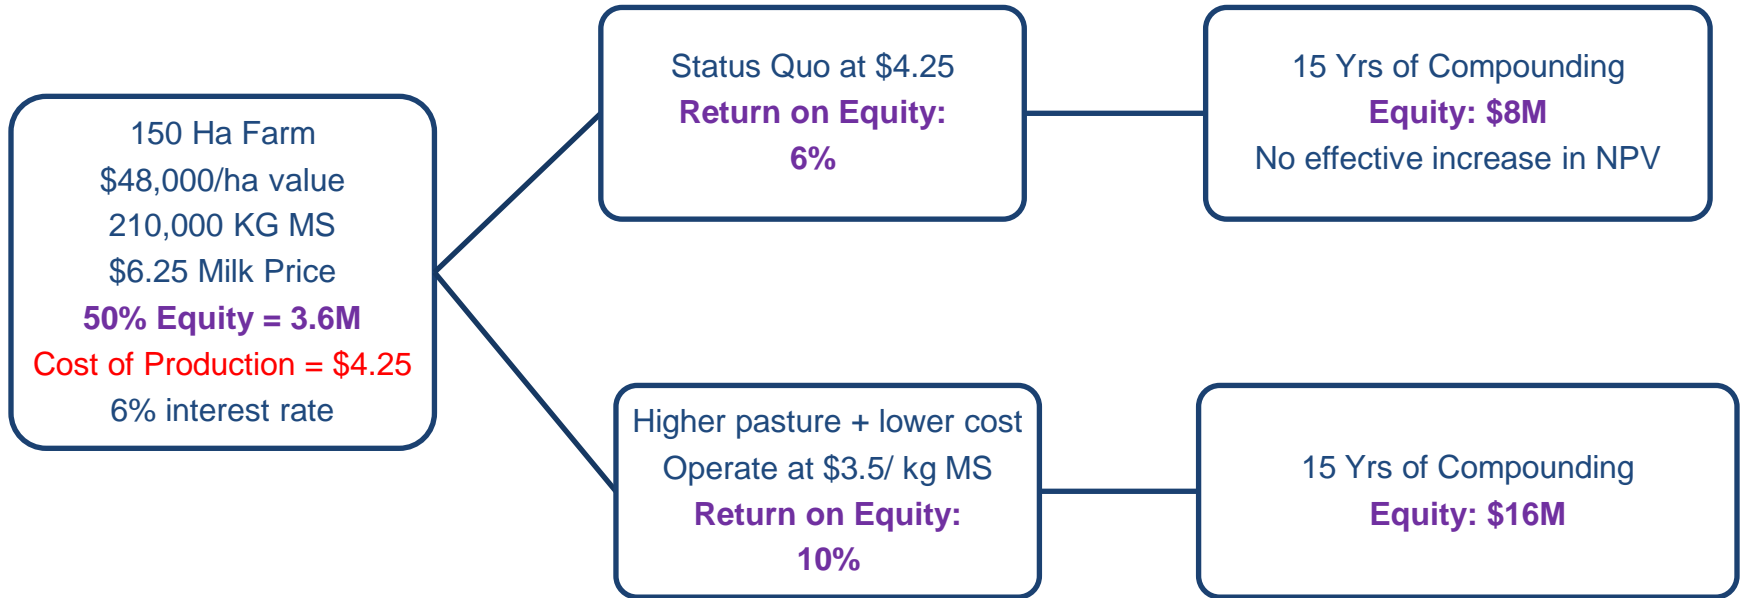 150 Ha Farm
$48,000/ha value
210,000 KG MS
$6.25 Milk Price
50% Equity = 3.6M
Cost of Production = $4.25
6% interest rate
Status Quo at $4.25
Return on Equity:
6%
15 Yrs of Compounding
Equity: $8M
No effective increase in NPV
Higher pasture + lower cost
Operate at $3.5/ kg MS
Return on Equity:
10%
15 Yrs of Compounding
Equity: $16M